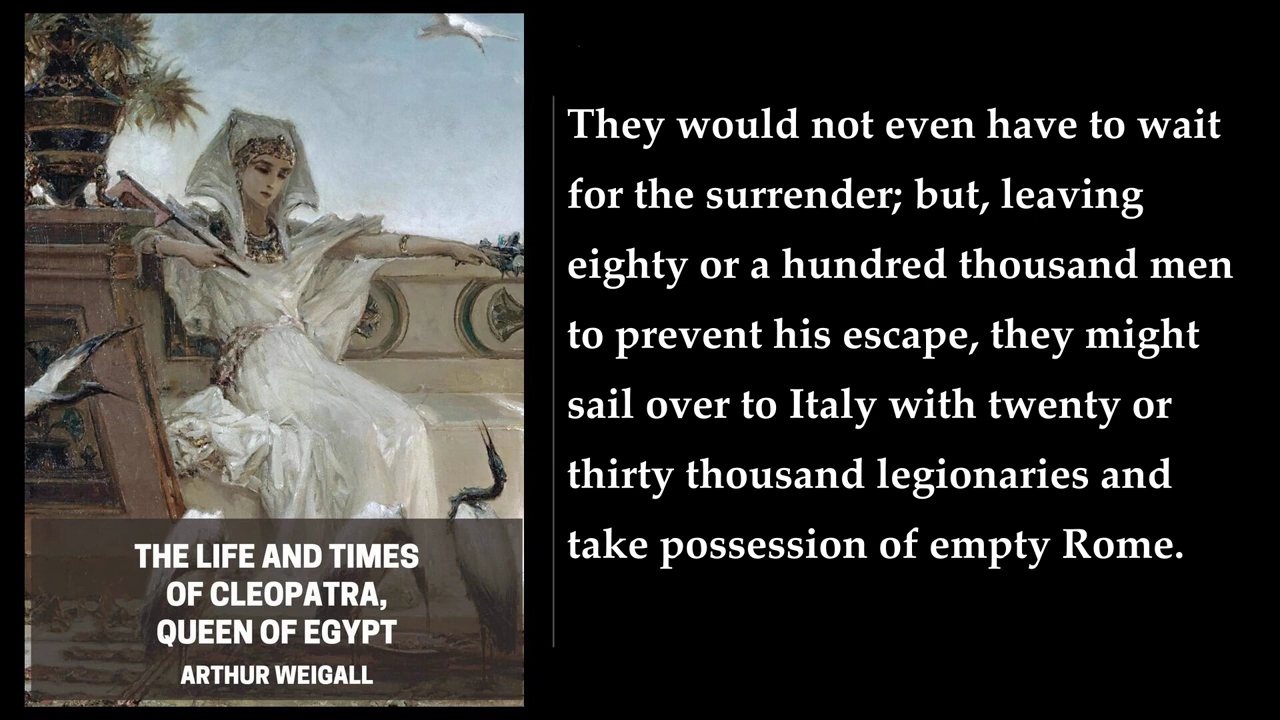 THE LIFE AND TIMES
OF CLEOPATRA,
QUEEN OF EGYPT
ARTHUR WEIGALL
They would not even have to wait
for the surrender; but, leaving
eighty or a hundred thousand men
to prevent his escape, they might
sail over to Italy with twenty or
thirty thousand legionaries and
take possession of empty Rome.